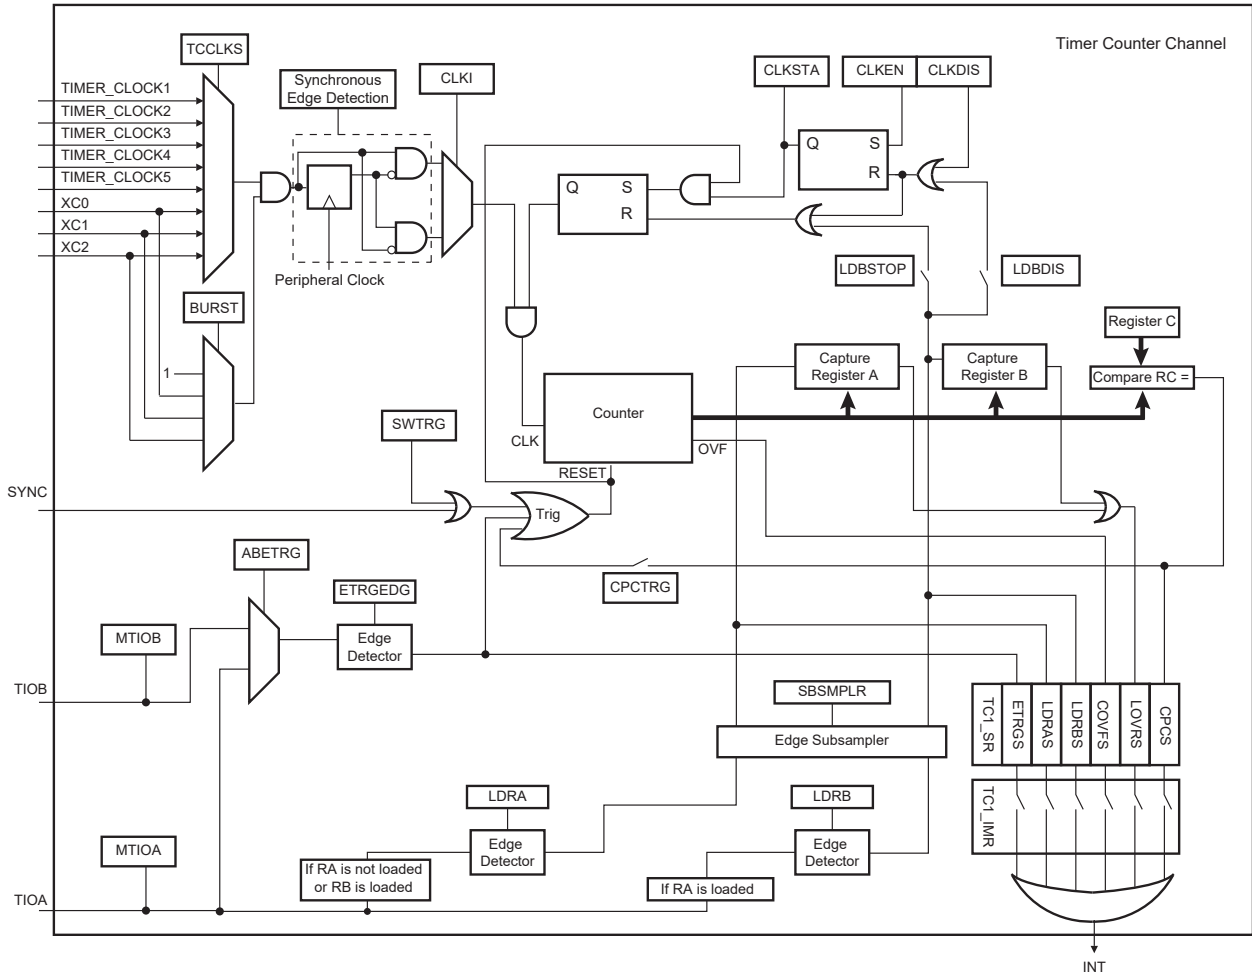 Timer Counter Channel
TCCLKS
Synchronous
Edge Detection
CLKI
CLKSTA
CLKEN
CLKDIS
TIMER_CLOCK1
TIMER_CLOCK2
TIMER_CLOCK3
TIMER_CLOCK4
TIMER_CLOCK5
XC0
XC1
XC2
Q
S
R
Q
S
R
Peripheral Clock
LDBSTOP
LDBDIS
BURST
1
Register C
Capture
Register A
Capture
Register B
Compare RC =
Counter
CLK
OVF
RESET
SWTRG
SYNC
Trig
ABETRG
ETRGEDG
CPCTRG
MTIOB
Edge
Detector
TIOB
SBSMPLR
Edge Subsampler
TC1_SR
ETRGS
LDRAS
LDRBS
COVFS
LOVRS
CPCS
TC1_IMR
LDRA
LDRB
MTIOA
Edge
Detector
Edge
Detector
If RA is not loaded
or RB is loaded
If RA is loaded
TIOA
INT